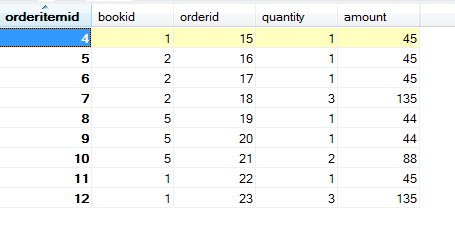 orderitemid bookid orderid quantity amount
4 1 15 1 45
5 2 16 1 45
6 2 17 1 45
7 2 18 3 135
8 5 19 1 44
9 5 20 1 44
10 5 21 2 88
11 1 22 1 45
12 1 23 3 135